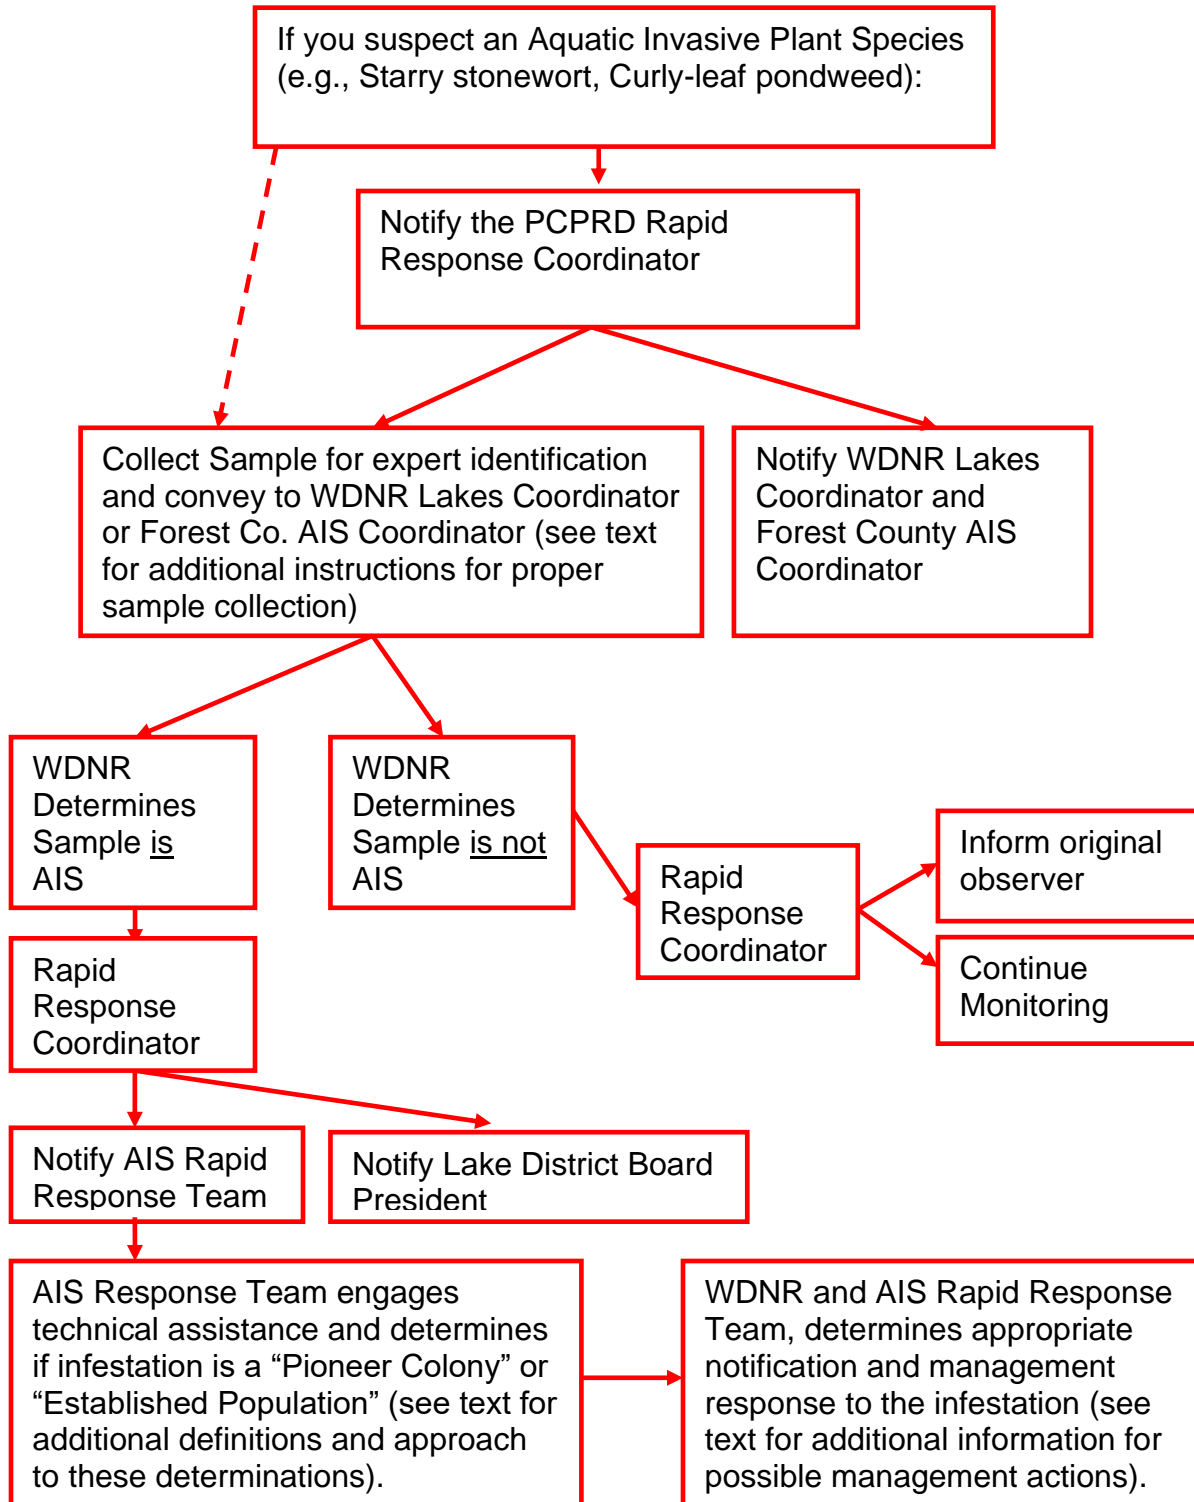 If you suspect an Aquatic Invasive Plant Species
(e.g., Starry stonewort, Curly-leaf pondweed):
Notify the PCPRD Rapid
Response Coordinator
Collect Sample for expert identification
and convey to WDNR Lakes Coordinator
or Forest Co. AIS Coordinator (see text
for additional instructions for proper
sample collection)
Notify WDNR Lakes
Coordinator and
Forest County AIS
Coordinator
WDNR
Determines
Sample is
AIS
WDNR
Determines
Sample is not
AIS
Rapid
Response
Coordinator
Inform original
observer
Continue
Monitoring
Rapid
Response
Coordinator
Notify AIS Rapid
Response Team
Notify Lake District Board
President
AIS Response Team engages
technical assistance and determines
if infestation is a “Pioneer Colony” or
“Established Population” (see text for
additional definitions and approach
to these determinations).
WDNR and AIS Rapid Response
Team, determines appropriate
notification and management
response to the infestation (see
text for additional information for
possible management actions).